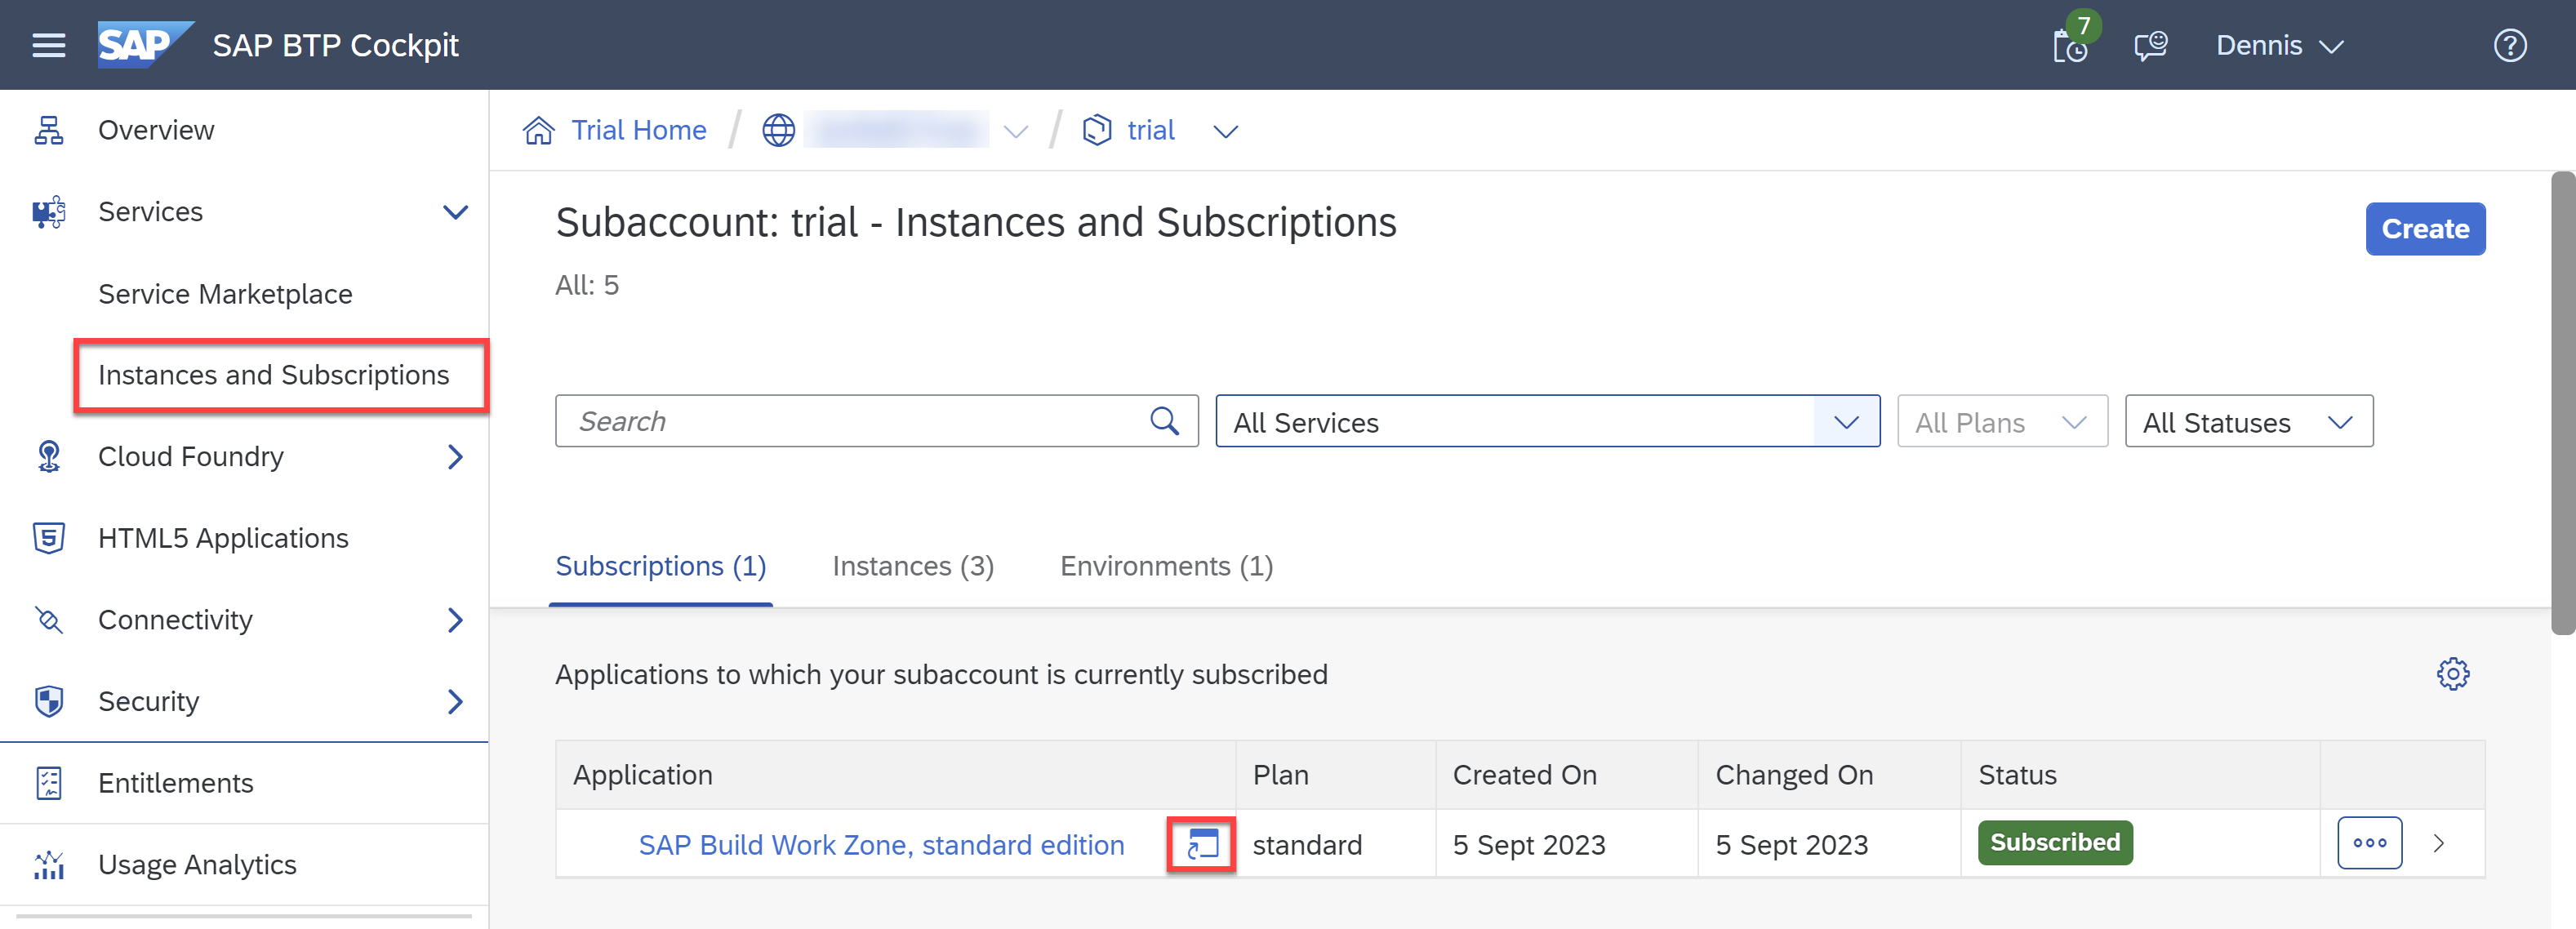 SAP SAP BTP Cockpit
7
Dennis
Overview
Services
Service Marketplace
Instances and Subscriptions
Cloud Foundry
HTML5 Applications
Connectivity
Security
Entitlements
Usage Analytics
Trial Home / / trial
Subaccount: trial - Instances and Subscriptions
Create
All: 5
Search
All Services
All Plans
All Statuses
Subscriptions (1)
Instances (3)
Environments (1)
Applications to which your subaccount is currently subscribed
Application Plan Created On Changed On Status
SAP Build Work Zone, standard edition standard 5 Sept 2023 5 Sept 2023 Subscribed